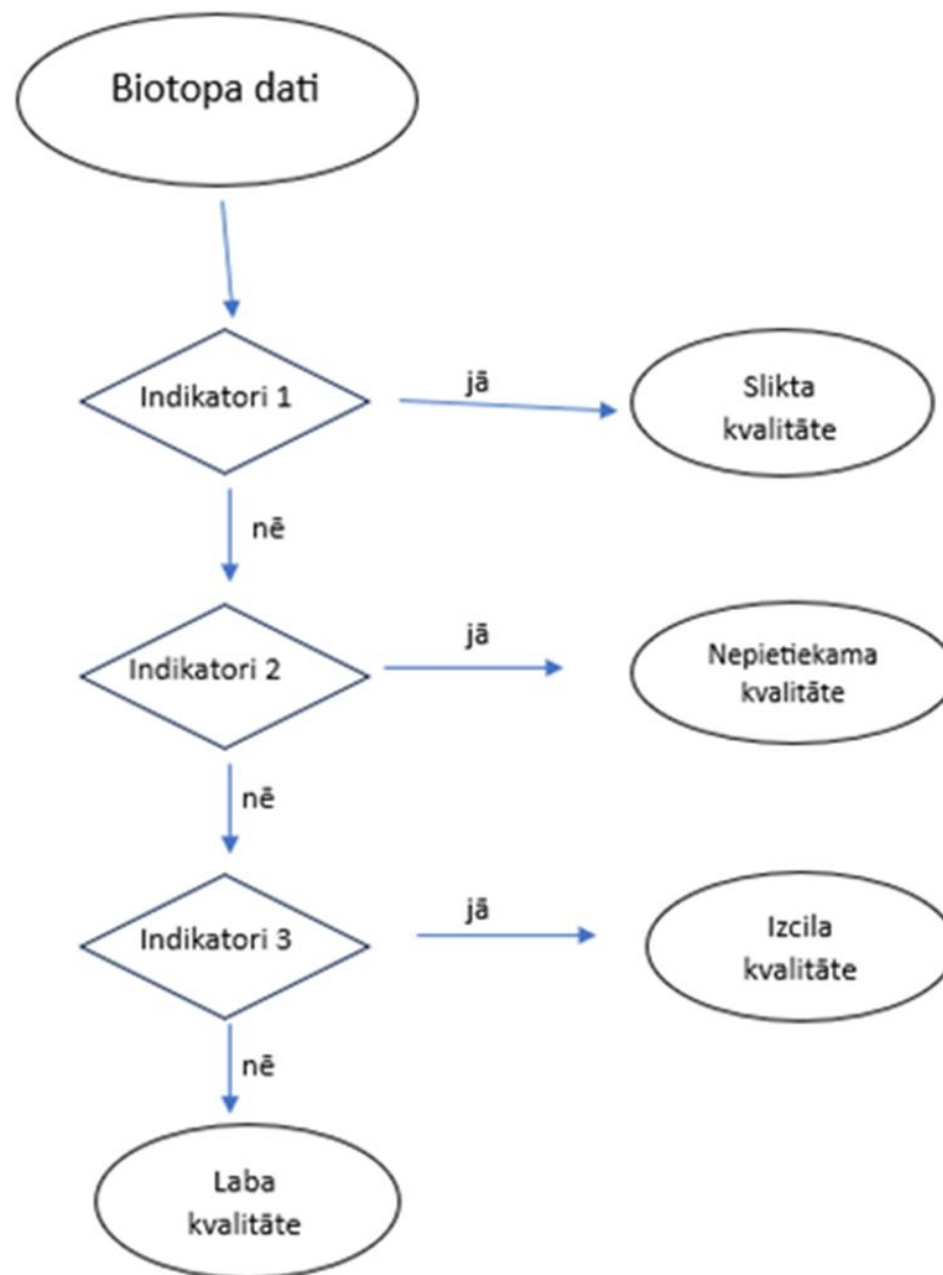 Biotopa dati
Indikatori 1
jā
Slikta
kvalitāte
nē
Indikatori 2
jā
Nepietiekama
kvalitāte
nē
Indikatori 3
jā
Izcila
kvalitāte
nē
Laba
kvalitāte